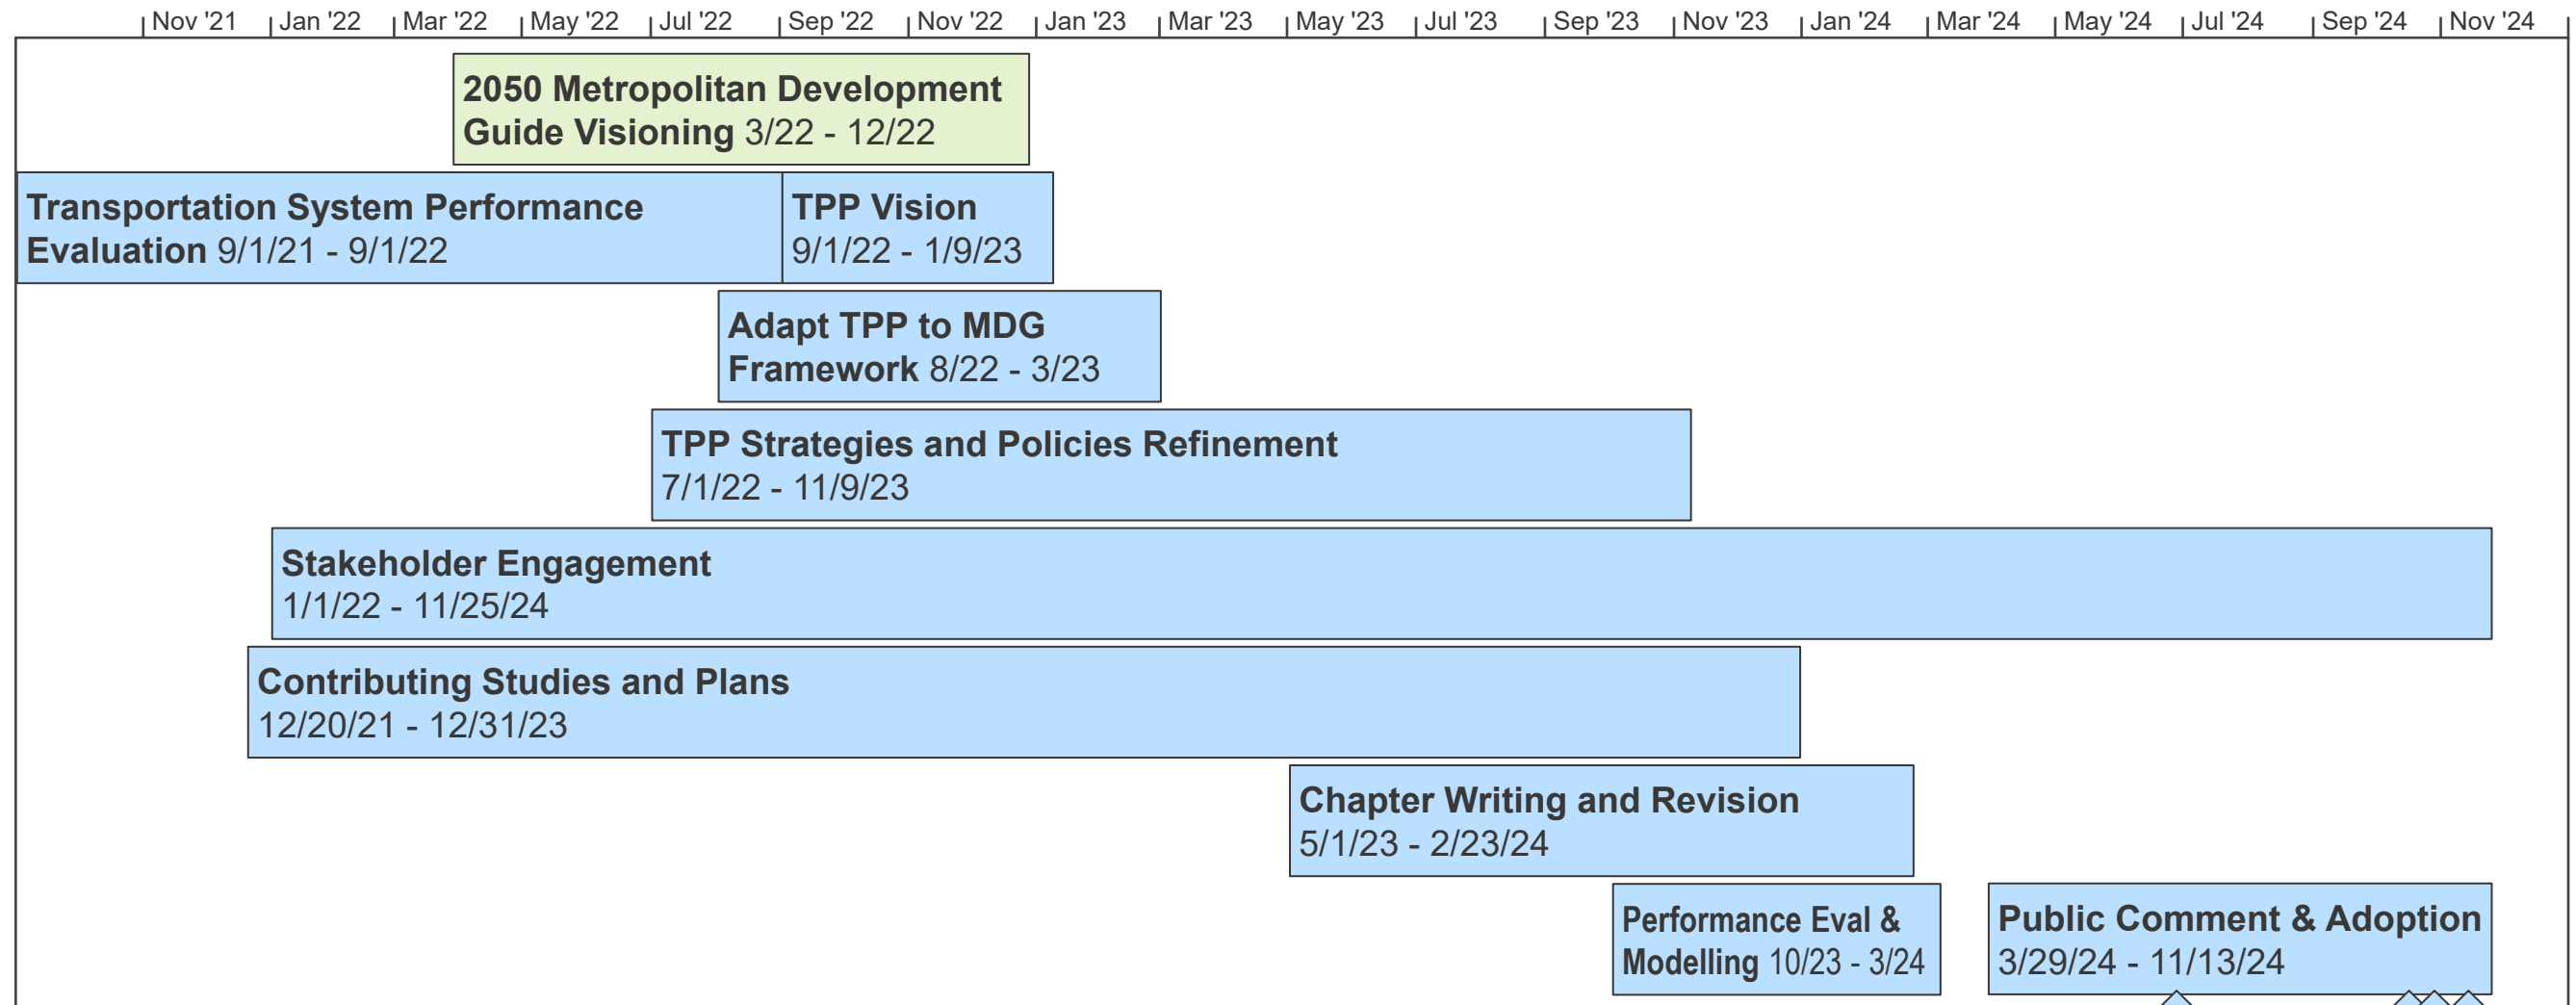 Nov '21 Jan '22 Mar '22 May '22 Jul '22 Sep '22 Nov '22 Jan '23 Mar '23 May '23 Jul '23 Sep '23 Nov '23 Jan '24 Mar '24 May '24 Jul '24 Sep '24 Nov '24
2050 Metropolitan Development
Guide Visioning 3/22 - 12/22
Transportation System Performance
Evaluation 9/1/21 - 9/1/22
TPP Vision
9/1/22 - 1/9/23
Adapt TPP to MDG
Framework 8/22 - 3/23
TPP Strategies and Policies Refinement
7/1/22 - 11/9/23
Stakeholder Engagement
1/1/22 - 11/25/24
Contributing Studies and Plans
12/20/21 - 12/31/23
Chapter Writing and Revision
5/1/23 - 2/23/24
Performance Eval &
Modelling 10/23 - 3/24
Public Comment & Adoption
3/29/24 - 11/13/24